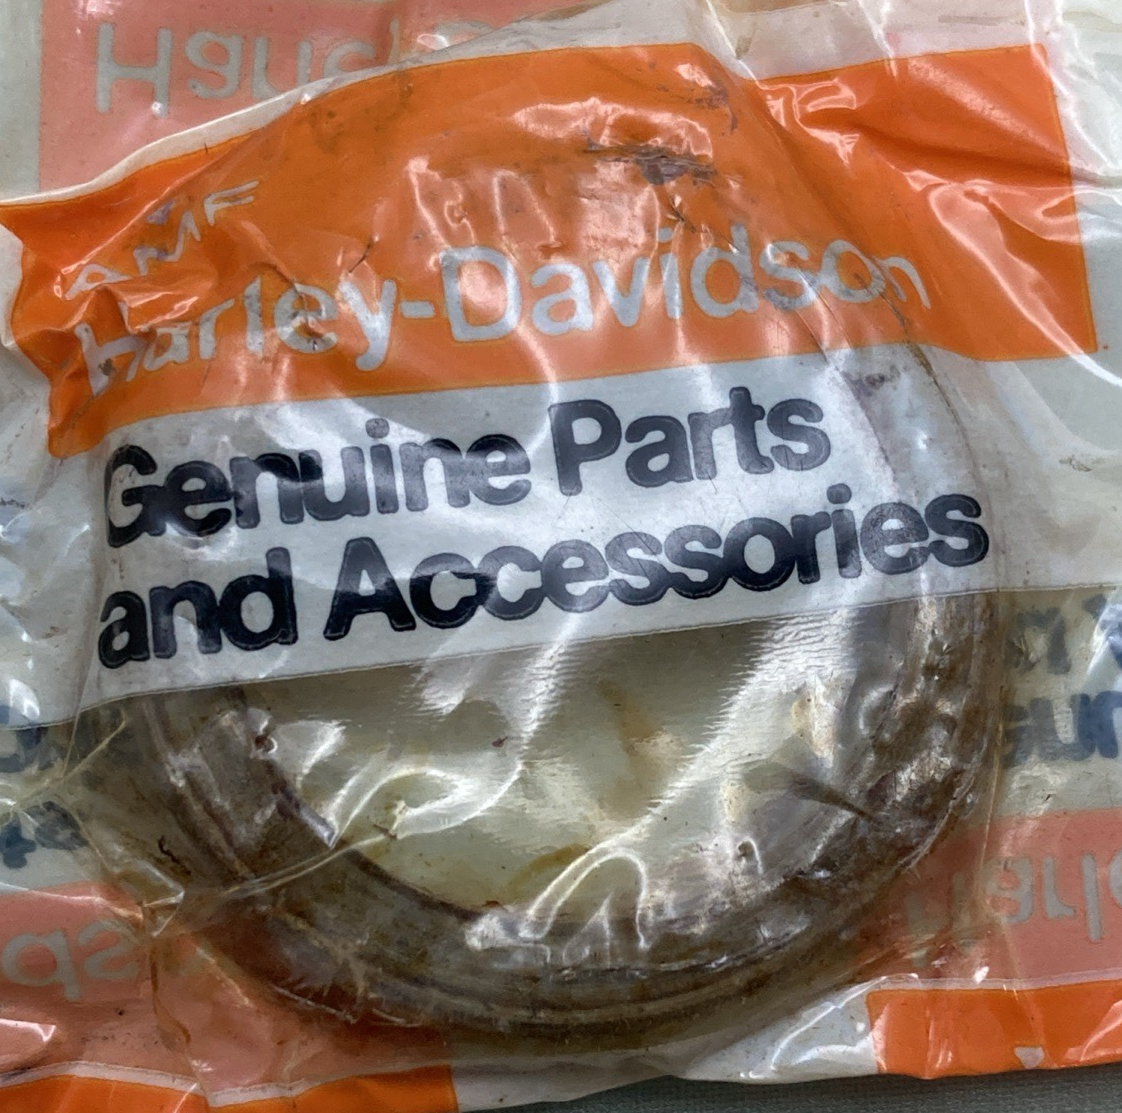 AMF
Harley-Davidson
Genuine Parts
and Accessories